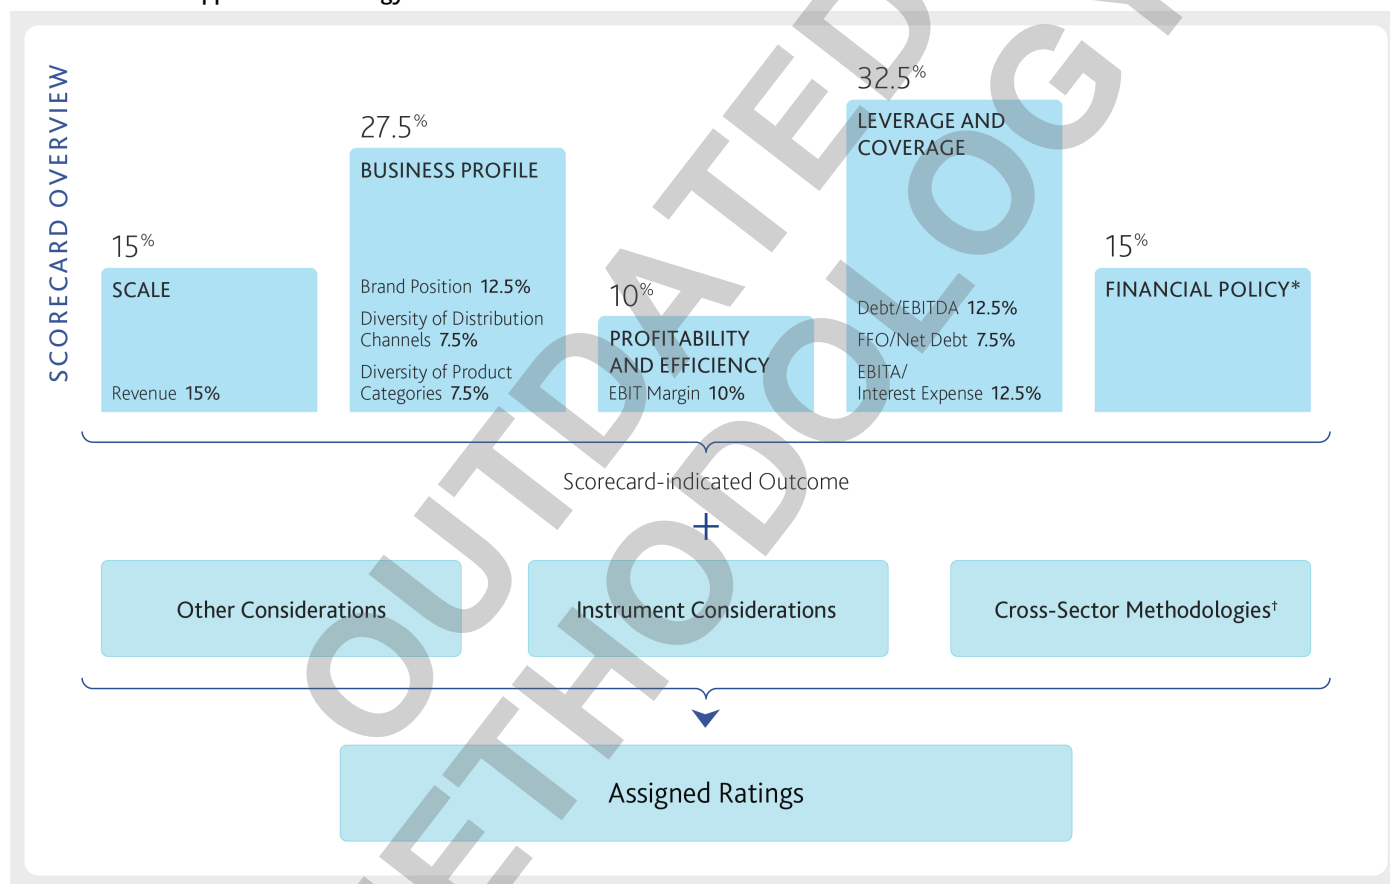 SCORECARD OVERVIEW
15%
SCALE
Revenue 15%
27.5%
BUSINESS PROFILE
Brand Position 12.5%
Diversity of Distribution
Channels 7.5%
Diversity of Product
Categories 7.5%
10%
PROFITABILITY
AND EFFICIENCY
EBIT Margin 10%
32.5%
LEVERAGE AND
COVERAGE
Debt/EBITDA 12.5%
FFO/Net Debt 7.5%
EBITA/
Interest Expense 12.5%
15%
FINANCIAL POLICY*
Scorecard-indicated Outcome
+
Other Considerations
Instrument Considerations
Cross-Sector Methodologies†
Assigned Ratings
OUTDATED
ETHODOLOGY